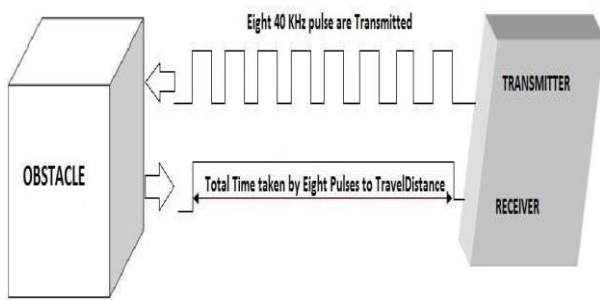 Eight 40 KHz pulse are Transmitted
TRANSMITTER
OBSTACLE
Total Time taken by Eight Pulses to TravelDistance
RECEIVER